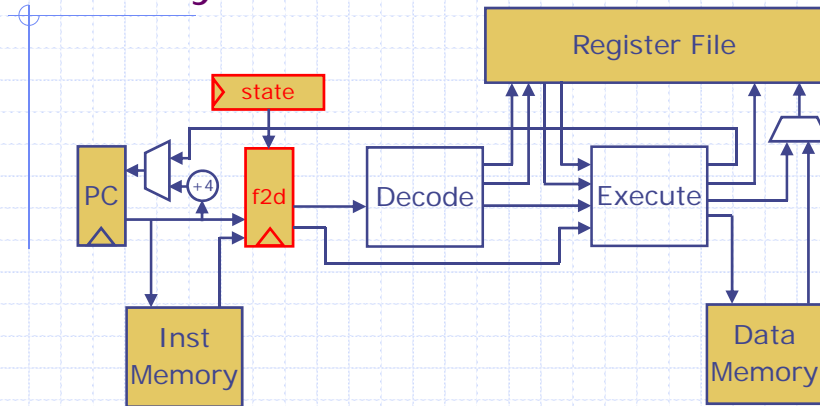 Register File
state
PC
+4
f2d
Decode
Execute
Inst
Memory
Data
Memory